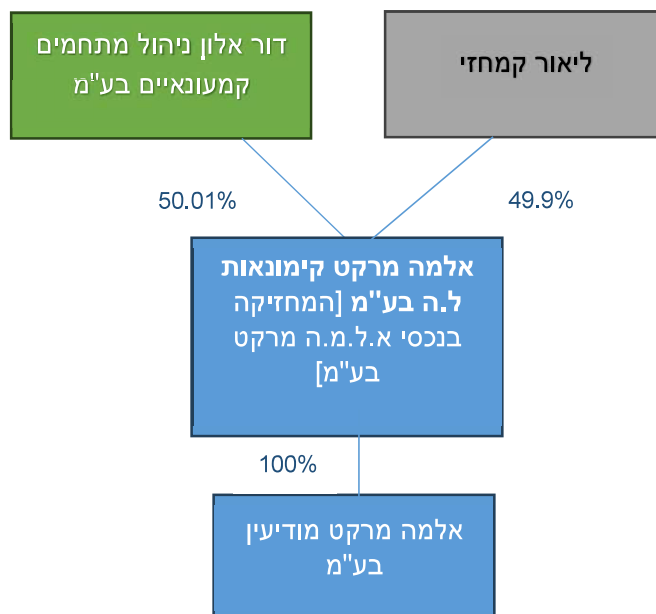 ליאור קמחזי
דור אלון ניהול מתחמים
קמעונאיים בע"מ
49.9%
50.01%
אלמה מרקט קימונאות
ל.ה בע"מ [המחזיקה
בנכסי א.ל.מ.ה מרקט
בע"מ]
100%
אלמה מרקט מודיעין
בע"מ